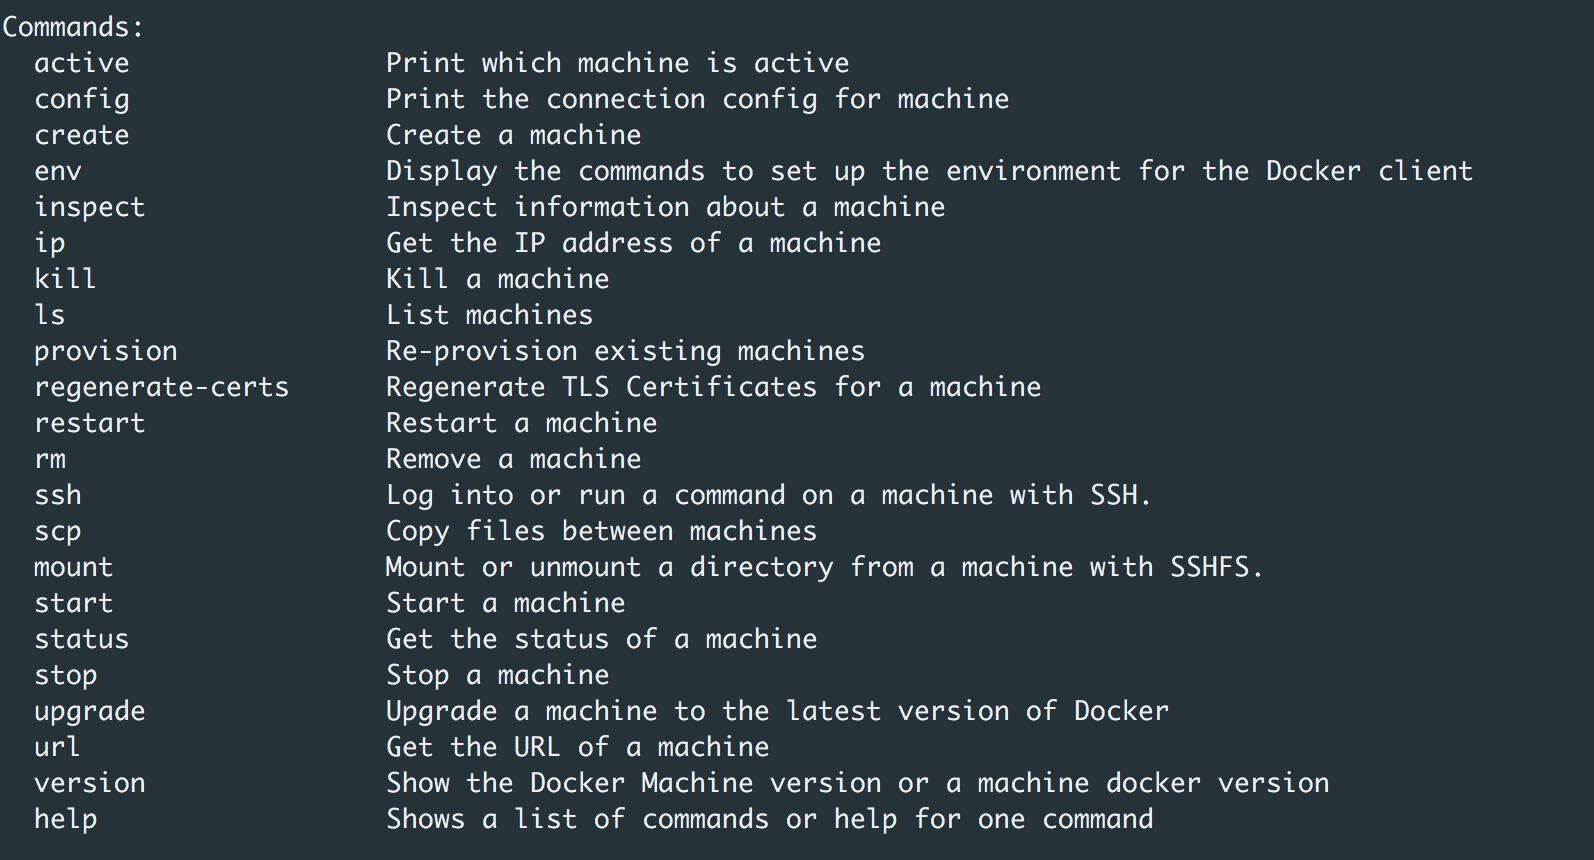 Commands:
  active                Print which machine is active
  config                Print the connection config for machine
  create                Create a machine
  env                   Display the commands to set up the environment for the Docker client
  inspect               Inspect information about a machine
  ip                    Get the IP address of a machine
  kill                  Kill a machine
  ls                    List machines
  provision             Re-provision existing machines
  regenerate-certs      Regenerate TLS Certificates for a machine
  restart               Restart a machine
  rm                    Remove a machine
  ssh                   Log into or run a command on a machine with SSH.
  scp                   Copy files between machines
  mount                 Mount or unmount a directory from a machine with SSHFS.
  start                 Start a machine
  status                Get the status of a machine
  stop                  Stop a machine
  upgrade               Upgrade a machine to the latest version of Docker
  url                   Get the URL of a machine
  version               Show the Docker Machine version or a machine docker version
  help                  Shows a list of commands or help for one command